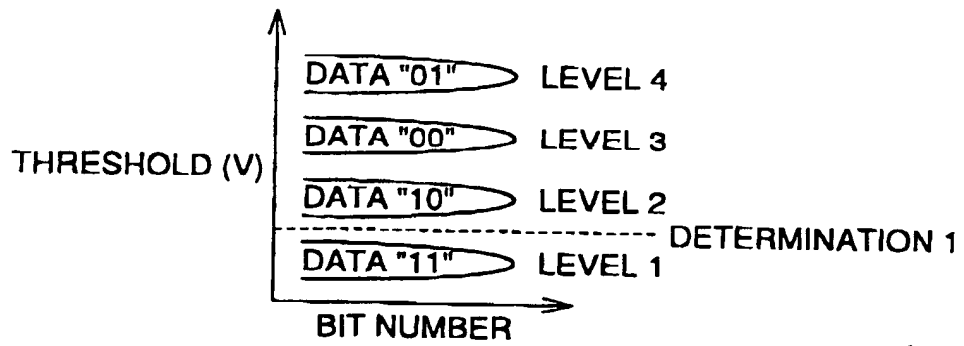 DATA "01" LEVEL 4
DATA "00" LEVEL 3
THRESHOLD (V)
DATA "10" LEVEL 2
DETERMINATION 1
DATA "11" LEVEL 1
BIT NUMBER